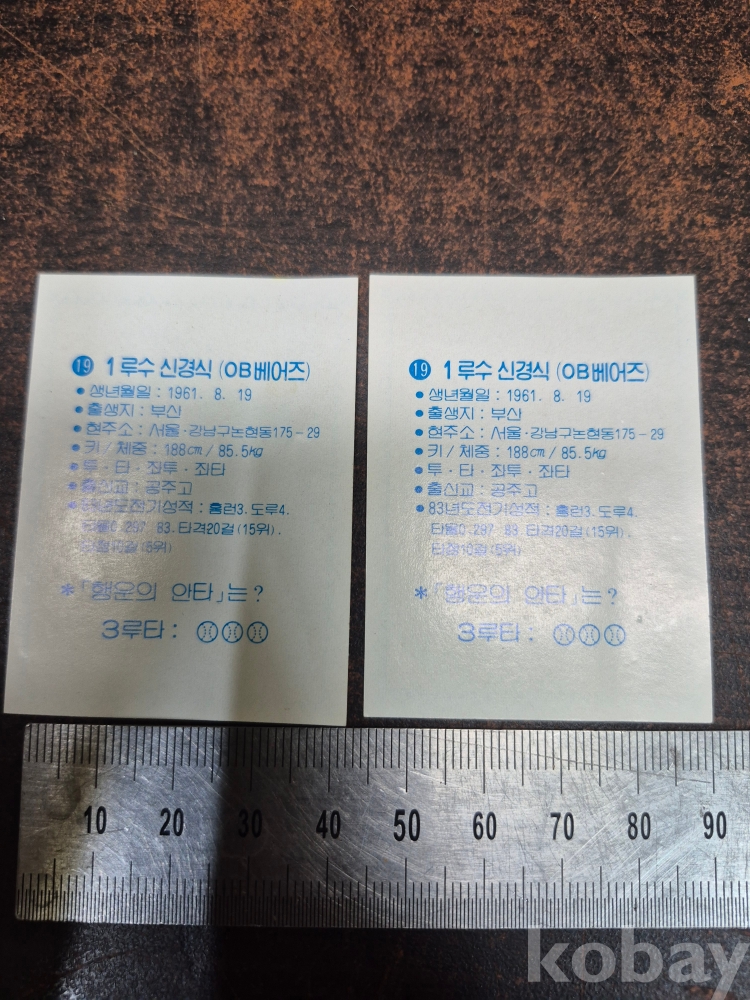 19 1루수 신경식 (OB베어즈)
• 생년월일 : 1961. 8. 19
• 출생지 : 부산
• 현주소 : 서울·강남구논현동175-29
• 키/체중 : 188cm / 85.5kg
• 투·타·좌투·좌타
• 출신교 : 공주고
• 83년도전기성적 : 홈런3. 도루4.
타율0.297 83. 타격20걸(15위).
*「행운의 안타」는?
3루타 :
19 1루수 신경식 (OB베어즈)
• 생년월일 : 1961. 8. 19
• 출생지 : 부산
• 현주소 : 서울·강남구논현동175-29
• 키/체중 : 188cm / 85.5kg
• 투·타·좌투·좌타
• 출신교 : 공주고
• 83년도전기성적 : 홈런3. 도루4.
타율0.297 83. 타격20걸(15위).
타점10걸(5위)
*「행운의 안타」는?
3루타 :
10 20 30 40 50 60 70 80 90
kobay